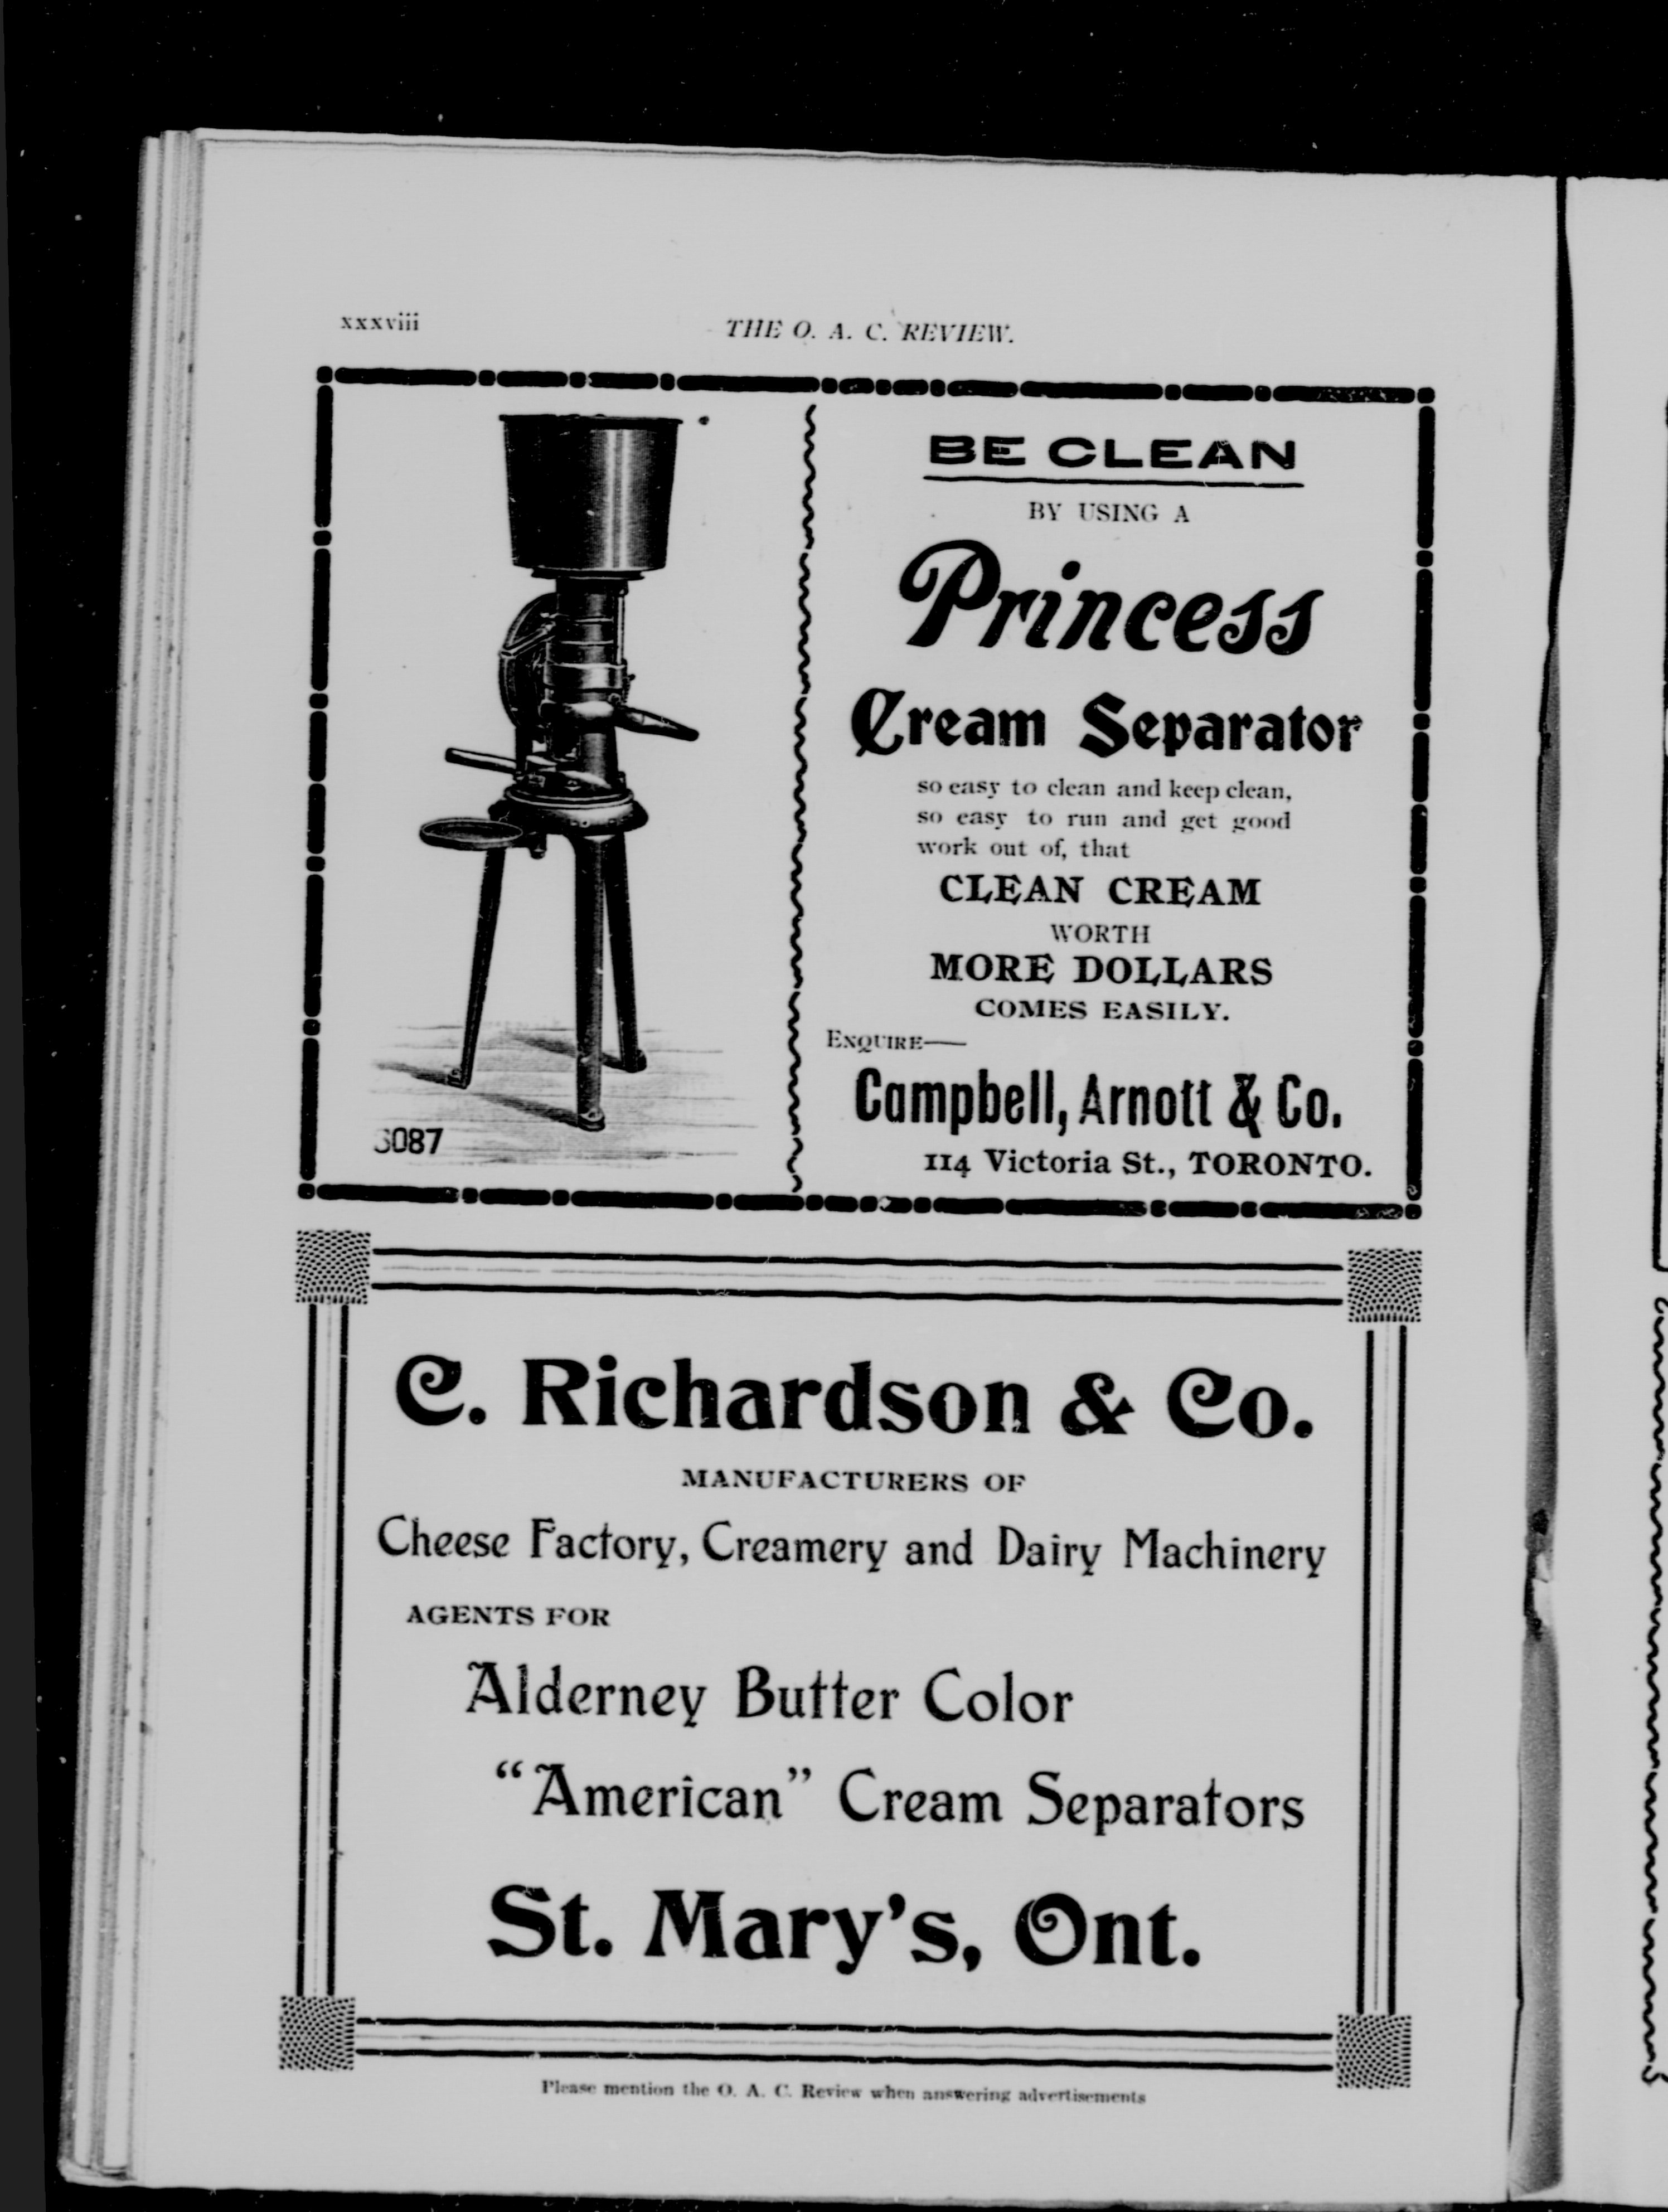 xxxviii
THE O. A. C. REVIEW.
BE CLEAN
BY USING A
Princess
Cream Separator
so easy to clean and keep clean,
so easy to run and get good
work out of, that
CLEAN CREAM
WORTH
MORE DOLLARS
COMES EASILY.
ENQUIRE—
Campbell, Arnott & Co.
114 Victoria St., TORONTO.
C. Richardson & Co.
MANUFACTURERS OF
Cheese Factory, Creamery and Dairy Machinery
AGENTS FOR
Alderney Butter Color
"American" Cream Separators
St. Mary's, Ont.
Please mention the O. A. C. Review when answering advertisements